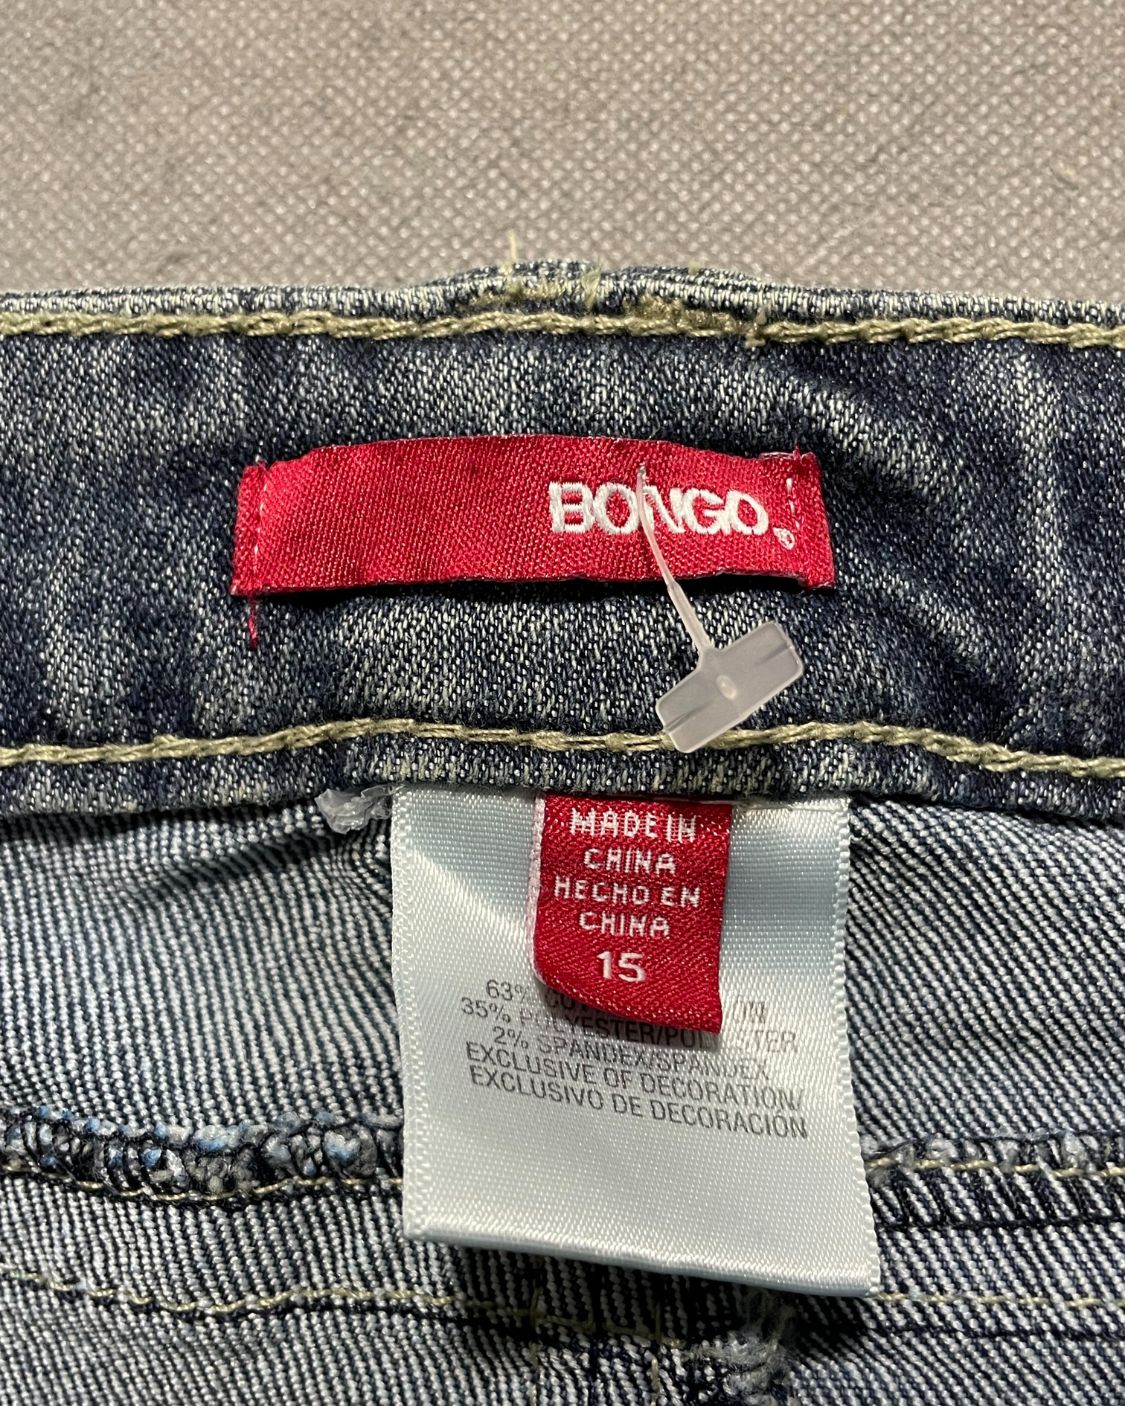 BONGO®
MADE IN
CHINA
HECHO EN
CHINA
15
63%
35% POLYESTER/
2% SPANDEX/SPANDEX
EXCLUSIVE OF DECORATION/
EXCLUSIVO DE DECORACIÓN